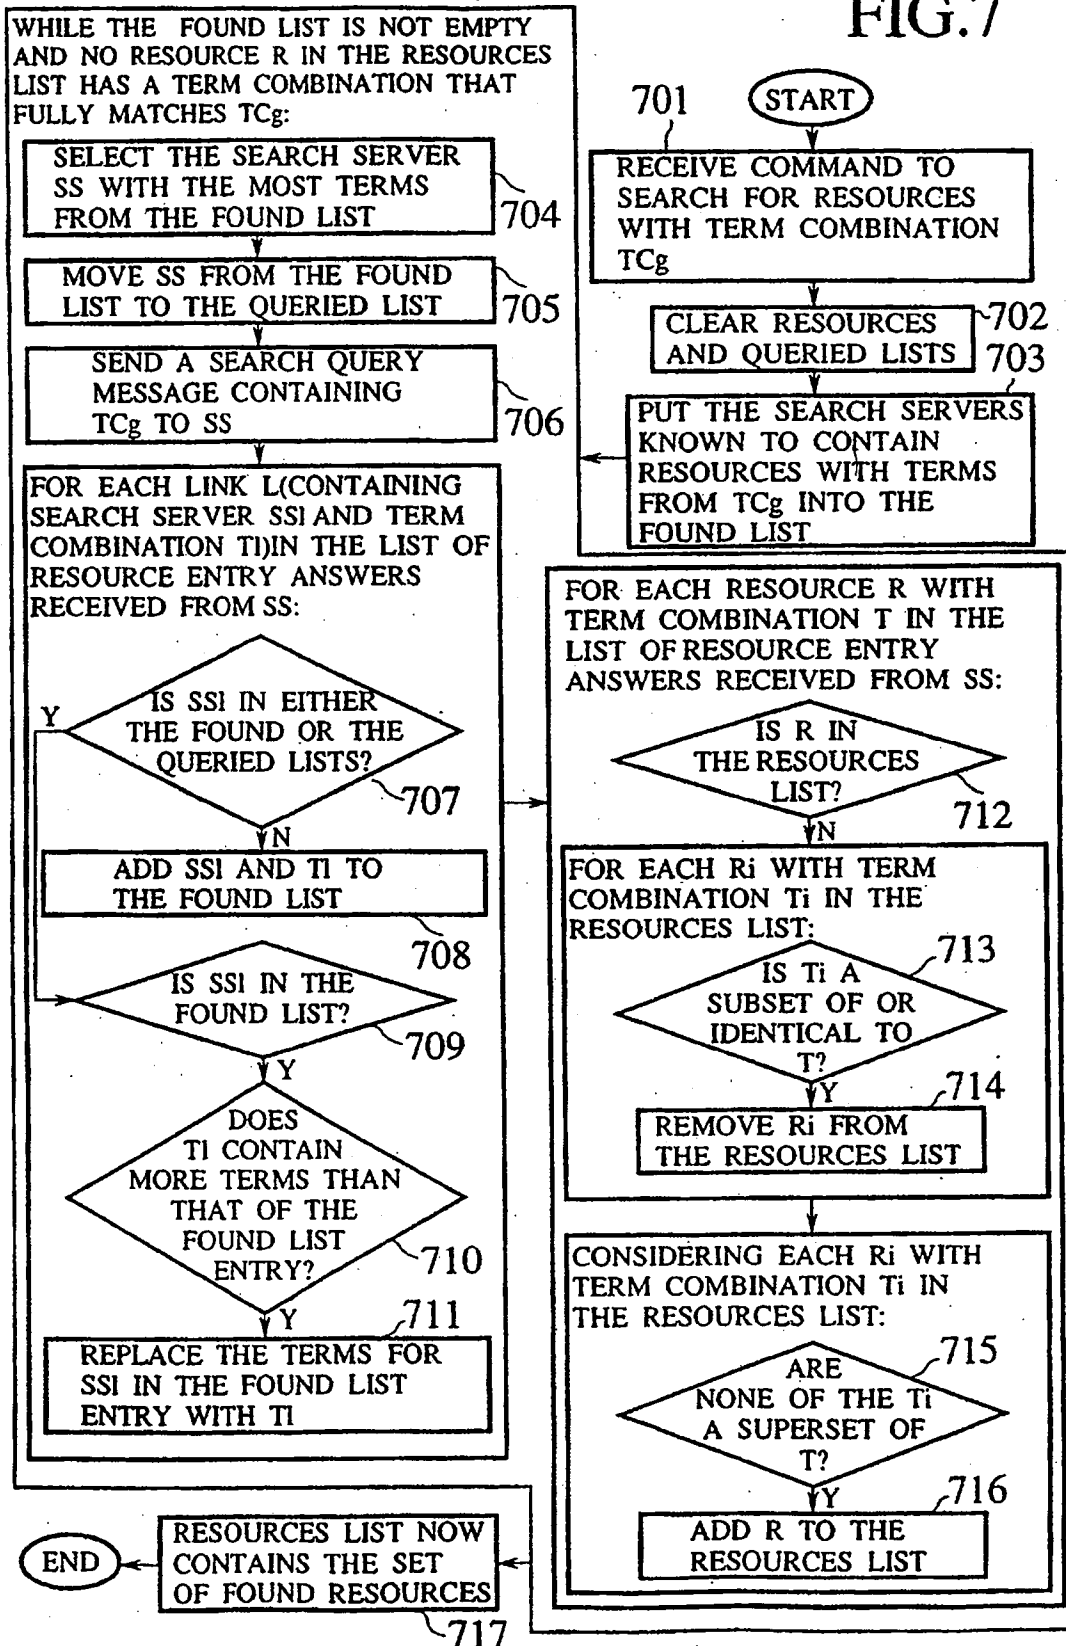 FIG.7
START
701
RECEIVE COMMAND TO
SEARCH FOR RESOURCES
WITH TERM COMBINATION
TCg
702
CLEAR RESOURCES
AND QUERIED LISTS
703
PUT THE SEARCH SERVERS
KNOWN TO CONTAIN
RESOURCES WITH TERMS
FROM TCg INTO THE
FOUND LIST
WHILE THE FOUND LIST IS NOT EMPTY
AND NO RESOURCE R IN THE RESOURCES
LIST HAS A TERM COMBINATION THAT
FULLY MATCHES TCg:
SELECT THE SEARCH SERVER
SS WITH THE MOST TERMS
FROM THE FOUND LIST
704
MOVE SS FROM THE FOUND
LIST TO THE QUERIED LIST
705
SEND A SEARCH QUERY
MESSAGE CONTAINING
TCg TO SS
706
FOR EACH LINK L(CONTAINING
SEARCH SERVER SSl AND TERM
COMBINATION Tl)IN THE LIST OF
RESOURCE ENTRY ANSWERS
RECEIVED FROM SS:
IS SSl IN EITHER
THE FOUND OR THE
QUERIED LISTS?
Y
707
N
ADD SSl AND Tl TO
THE FOUND LIST
708
IS SSl IN THE
FOUND LIST?
709
Y
DOES
Tl CONTAIN
MORE TERMS THAN
THAT OF THE
FOUND LIST
ENTRY?
710
Y
711
REPLACE THE TERMS FOR
SSl IN THE FOUND LIST
ENTRY WITH Tl
FOR EACH RESOURCE R WITH
TERM COMBINATION T IN THE
LIST OF RESOURCE ENTRY
ANSWERS RECEIVED FROM SS:
IS R IN
THE RESOURCES
LIST?
712
N
FOR EACH Ri WITH TERM
COMBINATION Ti IN THE
RESOURCES LIST:
713
IS Ti A
SUBSET OF OR
IDENTICAL TO
T?
Y
714
REMOVE Ri FROM
THE RESOURCES LIST
CONSIDERING EACH Ri WITH
TERM COMBINATION Ti IN
THE RESOURCES LIST:
715
ARE
NONE OF THE Ti
A SUPERSET OF
T?
Y
716
ADD R TO THE
RESOURCES LIST
RESOURCES LIST NOW
CONTAINS THE SET
OF FOUND RESOURCES
717
END